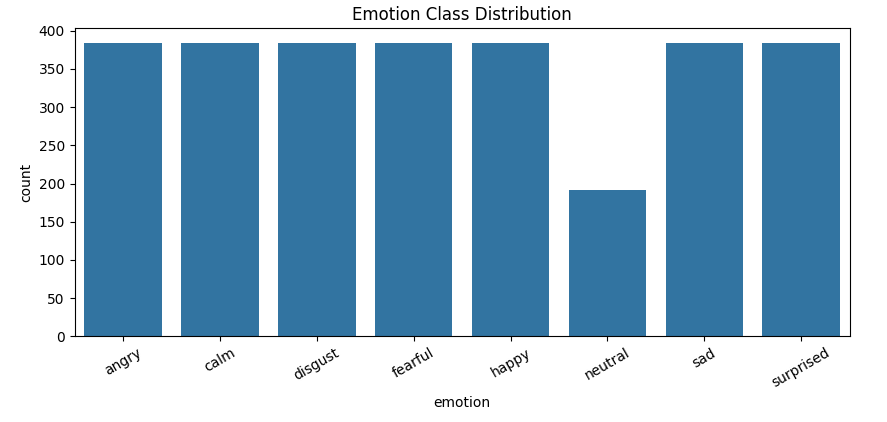 Emotion Class Distribution
count
400
350
300
250
200
150
100
50
0
angry calm disgust fearful happy neutral sad surprised
emotion